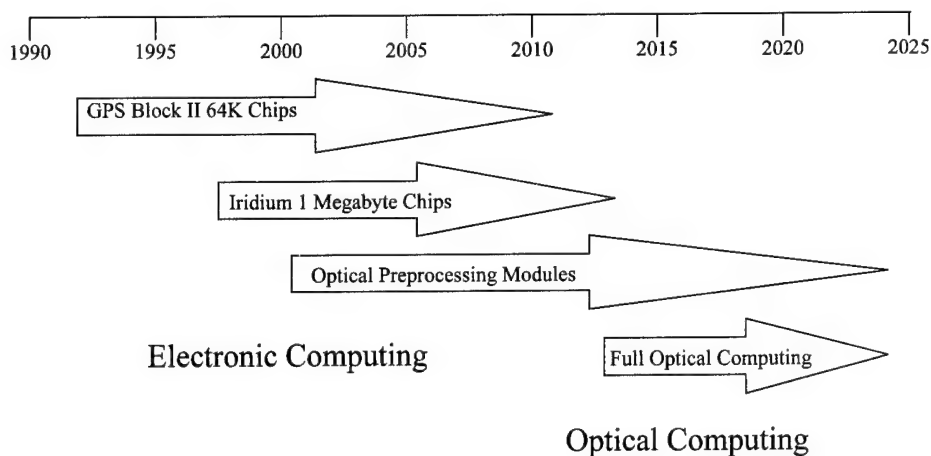 1990 1995 2000 2005 2010 2015 2020 2025
GPS Block II 64K Chips
Iridium 1 Megabyte Chips
Optical Preprocessing Modules
Electronic Computing
Full Optical Computing
Optical Computing